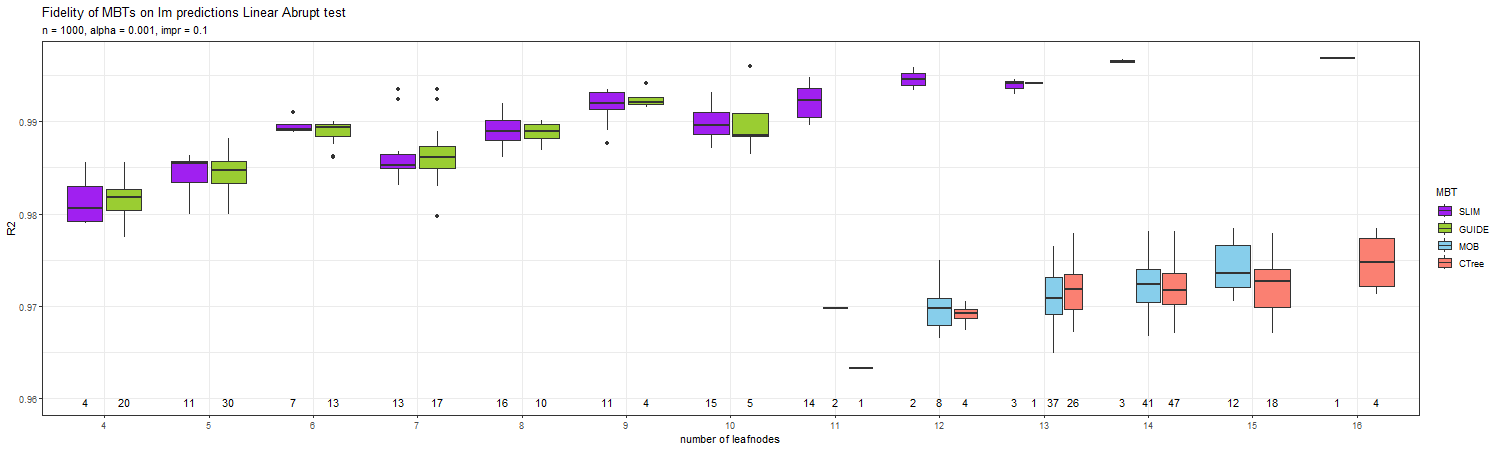 Fidelity of MBTs on lm predictions Linear Abrupt test
n = 1000, alpha = 0.001, impr = 0.1
R2
0.99
0.98
0.97
0.96
4 20 11 30 7 13 13 17 16 10 11 4 15 5 14 2 1 2 8 4 3 1 37 26 3 41 47 12 18 1 4
4 5 6 7 8 9 10 11 12 13 14 15 16
number of leafnodes
MBT
SLIM
GUIDE
MOB
CTree